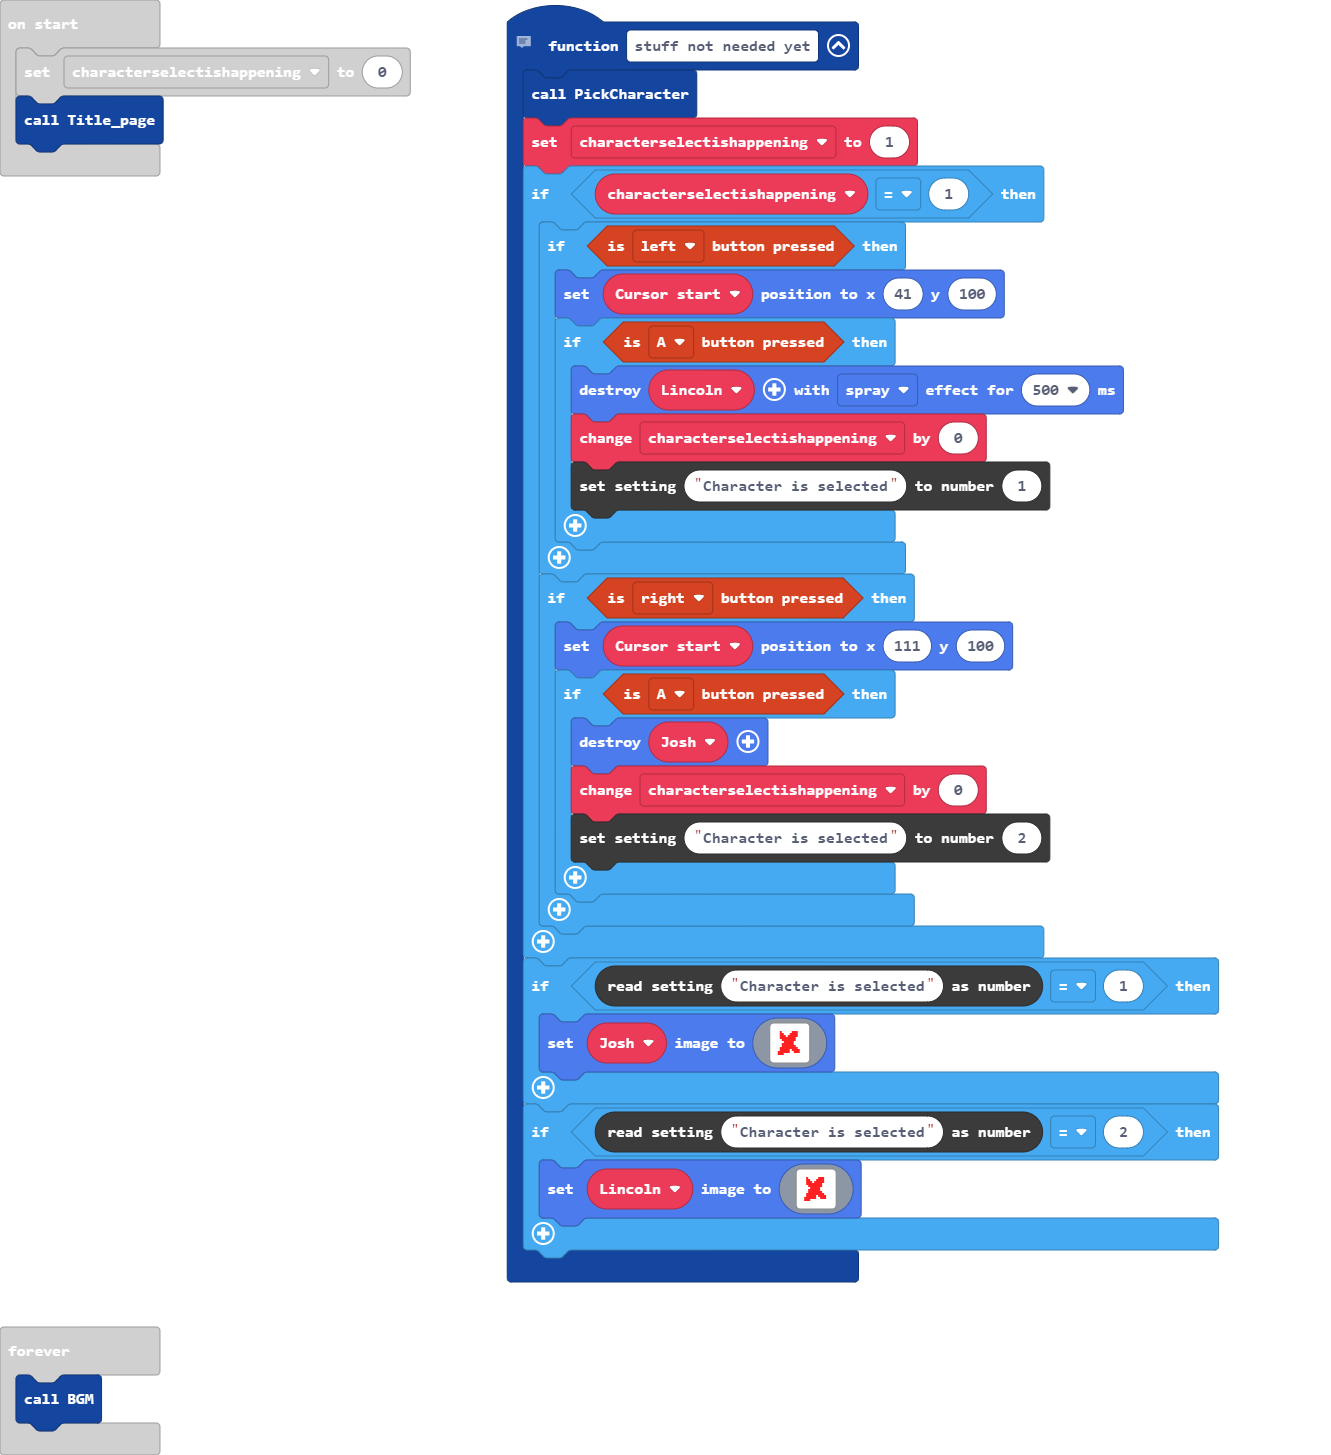 on start
set characterselectishappening to 0
call Title_page
function stuff not needed yet
call PickCharacter
set characterselectishappening to 1
if characterselectishappening = 1 then
if is left button pressed then
set Cursor start position to x 41 y 100
if is A button pressed then
destroy Lincoln with spray effect for 500 ms
change characterselectishappening by 0
set setting "Character is selected" to number 1
if is right button pressed then
set Cursor start position to x 111 y 100
if is A button pressed then
destroy Josh
change characterselectishappening by 0
set setting "Character is selected" to number 2
if read setting "Character is selected" as number = 1 then
set Josh image to
if read setting "Character is selected" as number = 2 then
set Lincoln image to
forever
call BGM